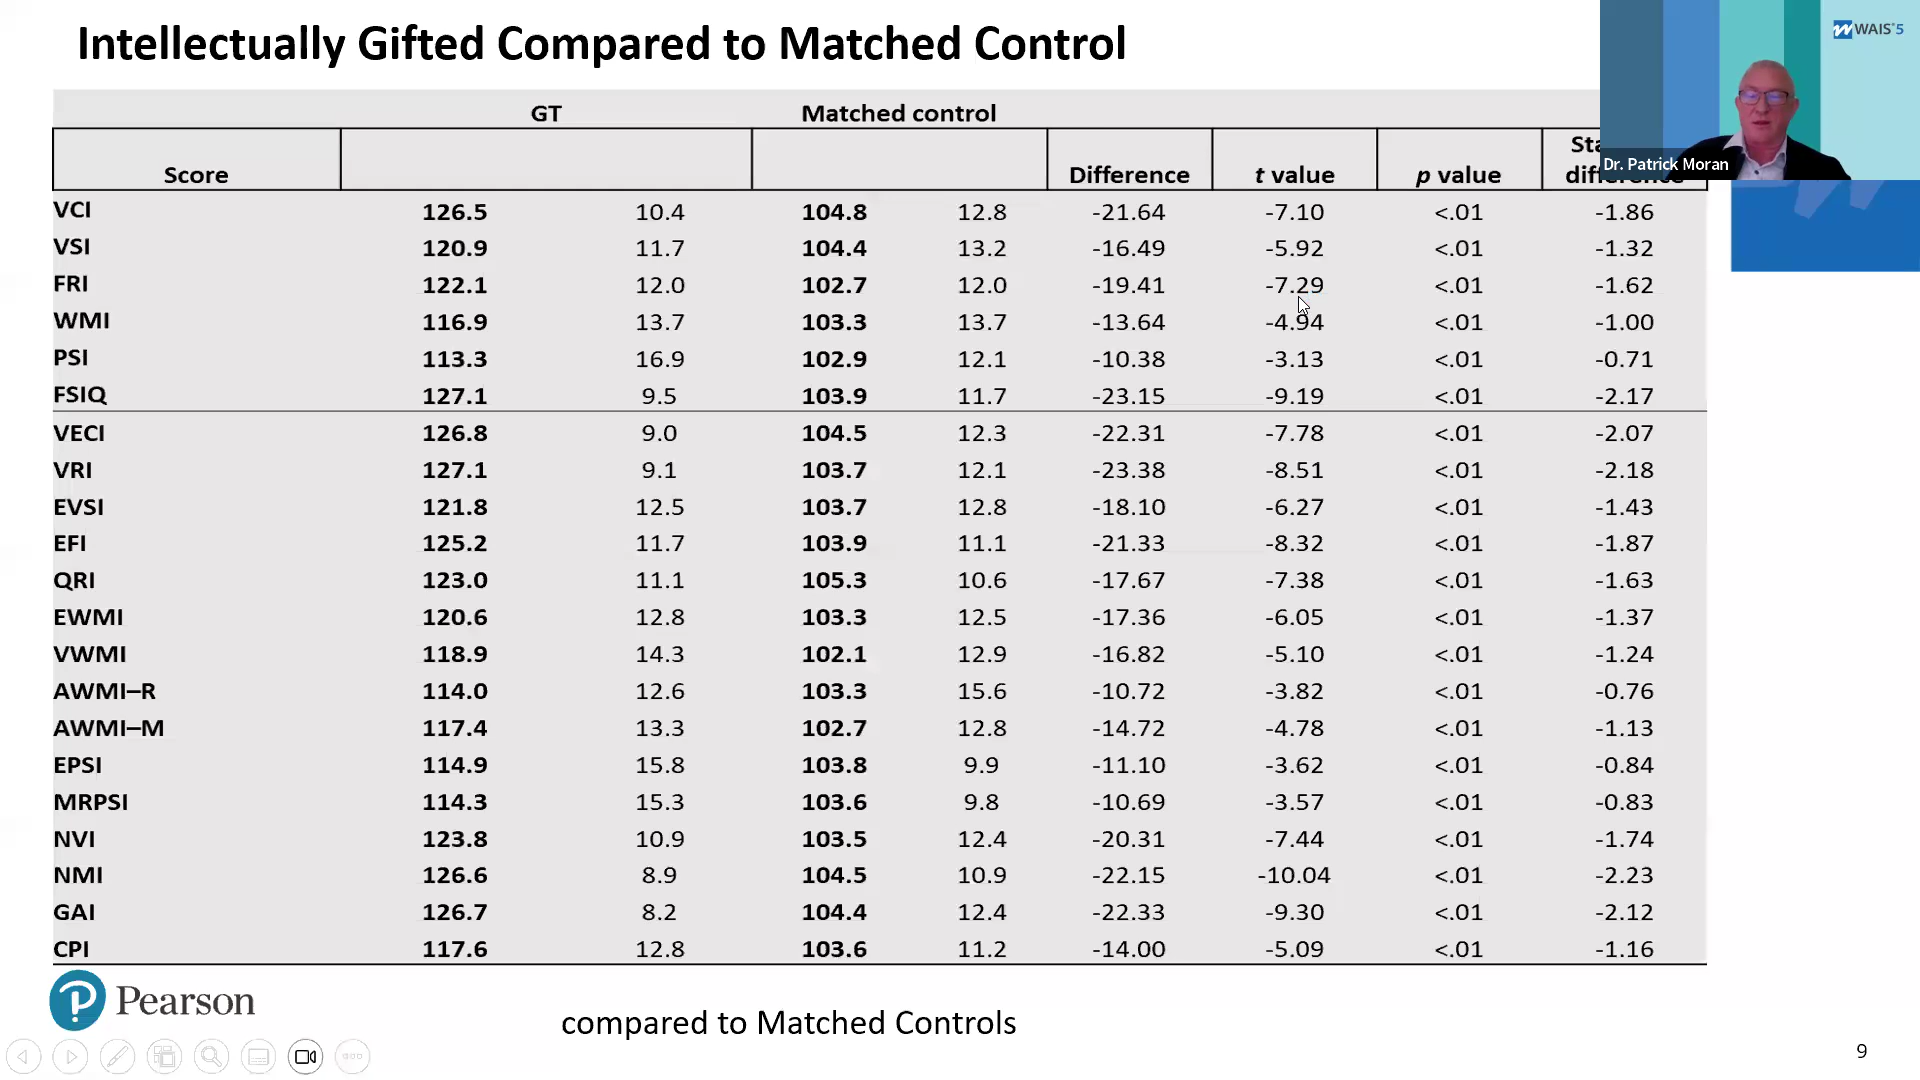 Intellectually Gifted Compared to Matched Control
WAIS®5
Dr. Patrick Moran
GT Matched control
Score Difference t value p value difference
VCI 126.5 10.4 104.8 12.8 -21.64 -7.10 <.01 -1.86
VSI 120.9 11.7 104.4 13.2 -16.49 -5.92 <.01 -1.32
FRI 122.1 12.0 102.7 12.0 -19.41 -7.29 <.01 -1.62
WMI 116.9 13.7 103.3 13.7 -13.64 -4.94 <.01 -1.00
PSI 113.3 16.9 102.9 12.1 -10.38 -3.13 <.01 -0.71
FSIQ 127.1 9.5 103.9 11.7 -23.15 -9.19 <.01 -2.17
VECI 126.8 9.0 104.5 12.3 -22.31 -7.78 <.01 -2.07
VRI 127.1 9.1 103.7 12.1 -23.38 -8.51 <.01 -2.18
EVSI 121.8 12.5 103.7 12.8 -18.10 -6.27 <.01 -1.43
EFI 125.2 11.7 103.9 11.1 -21.33 -8.32 <.01 -1.87
QRI 123.0 11.1 105.3 10.6 -17.67 -7.38 <.01 -1.63
EWMI 120.6 12.8 103.3 12.5 -17.36 -6.05 <.01 -1.37
VWMI 118.9 14.3 102.1 12.9 -16.82 -5.10 <.01 -1.24
AWMI–R 114.0 12.6 103.3 15.6 -10.72 -3.82 <.01 -0.76
AWMI–M 117.4 13.3 102.7 12.8 -14.72 -4.78 <.01 -1.13
EPSI 114.9 15.8 103.8 9.9 -11.10 -3.62 <.01 -0.84
MRPSI 114.3 15.3 103.6 9.8 -10.69 -3.57 <.01 -0.83
NVI 123.8 10.9 103.5 12.4 -20.31 -7.44 <.01 -1.74
NMI 126.6 8.9 104.5 10.9 -22.15 -10.04 <.01 -2.23
GAI 126.7 8.2 104.4 12.4 -22.33 -9.30 <.01 -2.12
CPI 117.6 12.8 103.6 11.2 -14.00 -5.09 <.01 -1.16
Pearson
compared to Matched Controls
9